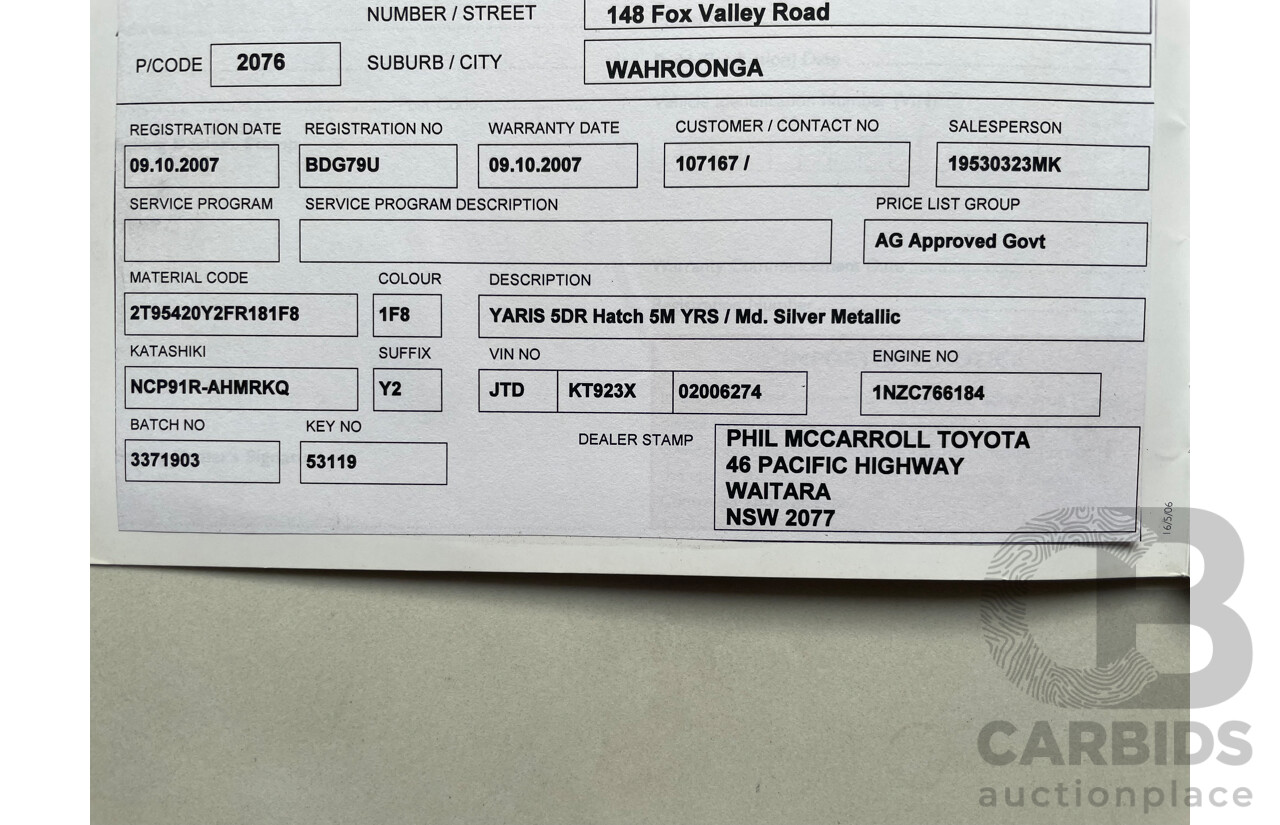 NUMBER / STREET 148 Fox Valley Road
P/CODE 2076 SUBURB / CITY WAHROONGA
REGISTRATION DATE REGISTRATION NO WARRANTY DATE CUSTOMER / CONTACT NO SALESPERSON
09.10.2007 BDG79U 09.10.2007 107167 / 19530323MK
SERVICE PROGRAM SERVICE PROGRAM DESCRIPTION PRICE LIST GROUP
AG Approved Govt
MATERIAL CODE COLOUR DESCRIPTION
2T95420Y2FR181F8 1F8 YARIS 5DR Hatch 5M YRS / Md. Silver Metallic
KATASHIKI SUFFIX VIN NO ENGINE NO
NCP91R-AHMRKQ Y2 JTD KT923X 02006274 1NZC766184
BATCH NO KEY NO DEALER STAMP
3371903 53119
PHIL MCCARROLL TOYOTA
46 PACIFIC HIGHWAY
WAITARA
NSW 2077
16/5/06
CB
CARBIDS
auctionplace